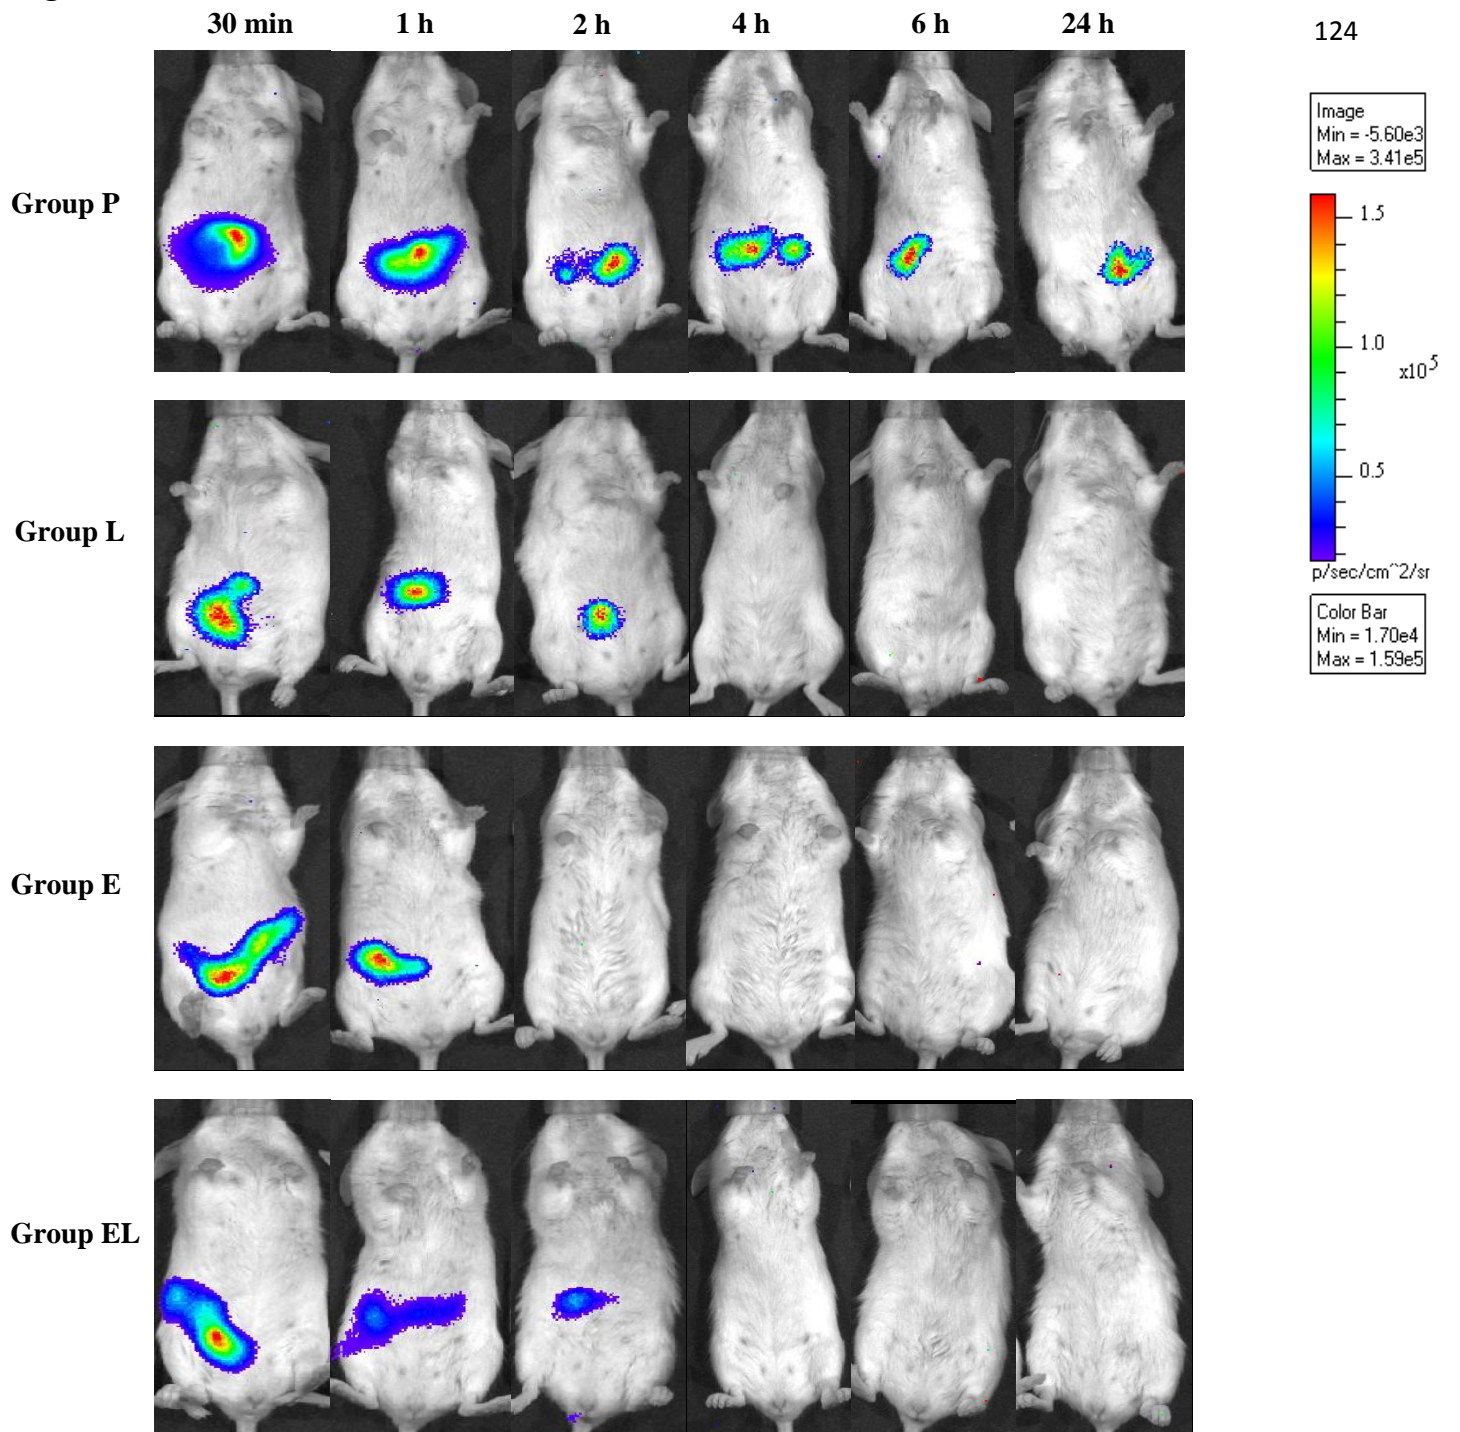 30 min 1 h 2 h 4 h 6 h 24 h
124
Group P
Group L
Group E
Group EL
Image
Min = -5.60e3
Max = 3.41e5
1.5
1.0
x10^5
0.5
p/sec/cm^2/sr
Color Bar
Min = 1.70e4
Max = 1.59e5